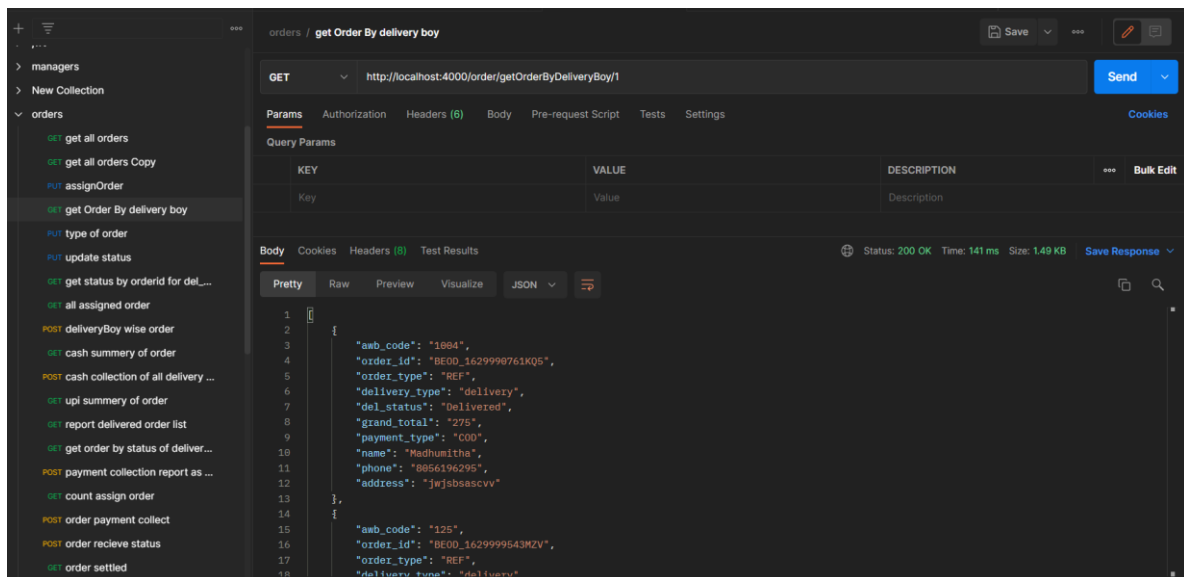 orders / get Order By delivery boy
Save
managers
New Collection
orders
GET get all orders
GET get all orders Copy
PUT assignOrder
GET get Order By delivery boy
PUT type of order
PUT update status
GET get status by orderid for del_...
GET all assigned order
POST deliveryBoy wise order
GET cash summery of order
POST cash collection of all delivery ...
GET upi summery of order
GET report delivered order list
GET get order by status of deliver...
POST payment collection report as ...
GET count assign order
POST order payment collect
POST order recieve status
GET order settled
GET http://localhost:4000/order/getOrderByDeliveryBoy/1 Send
Params Authorization Headers (6) Body Pre-request Script Tests Settings Cookies
Query Params
KEY VALUE DESCRIPTION Bulk Edit
Key Value Description
Body Cookies Headers (8) Test Results Status: 200 OK Time: 141 ms Size: 1.49 KB Save Response
Pretty Raw Preview Visualize JSON
1 [
2 {
3 "awb_code": "1004",
4 "order_id": "BEOD_1629990761KQ5",
5 "order_type": "REF",
6 "delivery_type": "delivery",
7 "del_status": "Delivered",
8 "grand_total": "275",
9 "payment_type": "COD",
10 "name": "Madhumitha",
11 "phone": "8056196295",
12 "address": "jwjsbsascvv"
13 },
14 {
15 "awb_code": "125",
16 "order_id": "BEOD_1629999543MZV",
17 "order_type": "REF",
18 "delivery_type": "delivery"